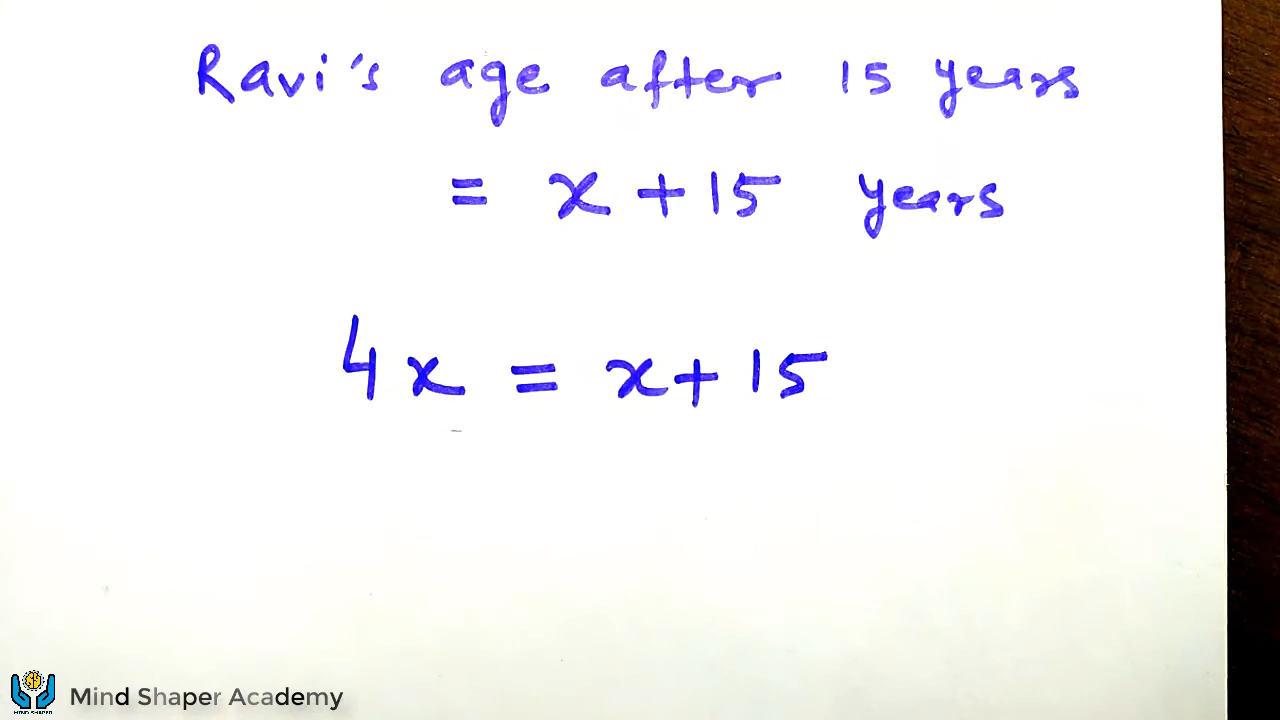 Ravi's age after 15 years
= x + 15 years
4x = x + 15
Mind Shaper Academy